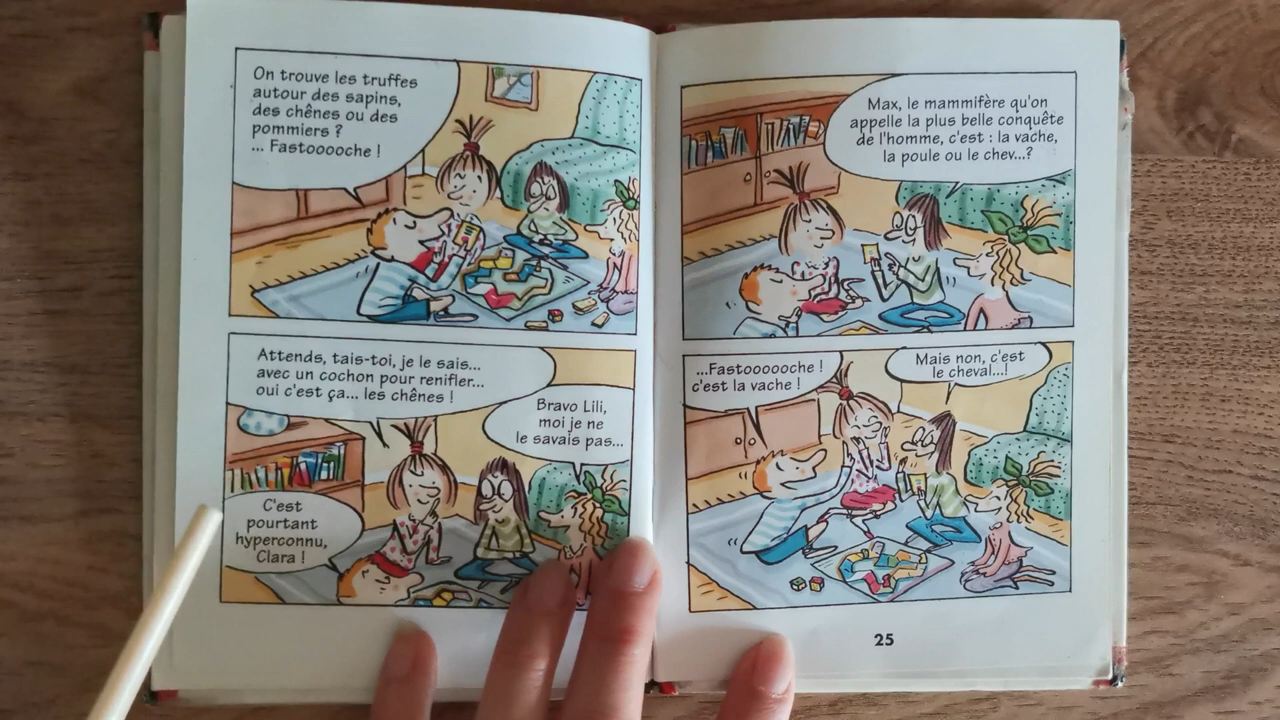 On trouve les truffes
autour des sapins,
des chênes ou des
pommiers ?
... Fastooooche !
Attends, tais-toi, je le sais...
avec un cochon pour renifler...
oui c'est ça... les chênes !
Bravo Lili,
moi je ne
le savais pas...
C'est
pourtant
hyperconnu,
Clara !
Max, le mammifère qu'on
appelle la plus belle conquête
de l'homme, c'est : la vache,
la poule ou le chev...?
...Fastooooche !
c'est la vache !
Mais non, c'est
le cheval...!
25